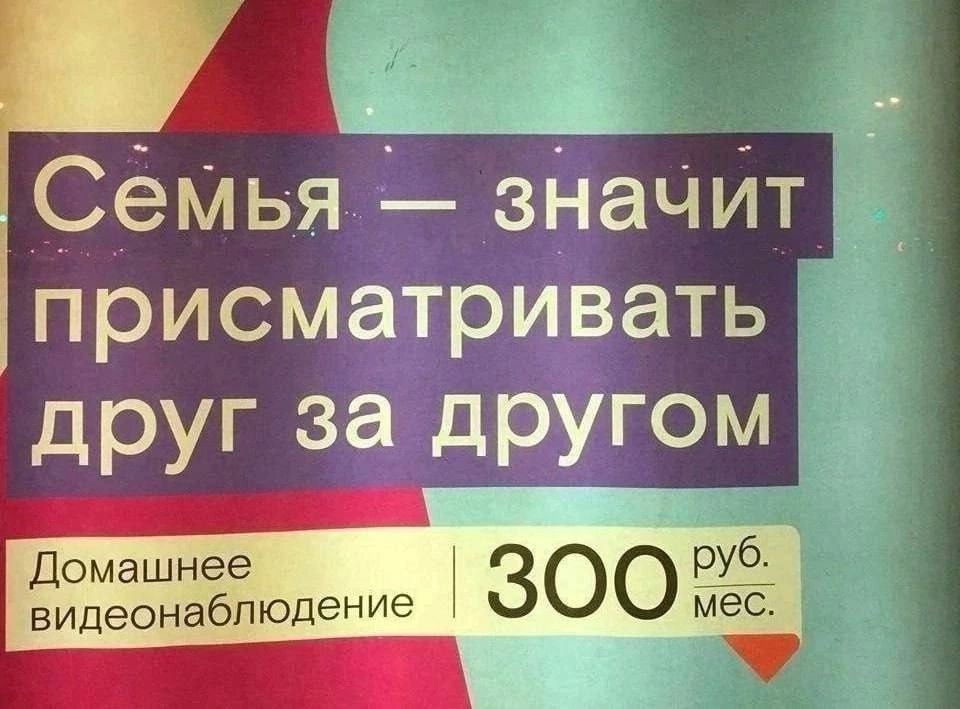 Семья — значит
присматривать
друг за другом
Домашнее
видеонаблюдение
300 руб.
мес.